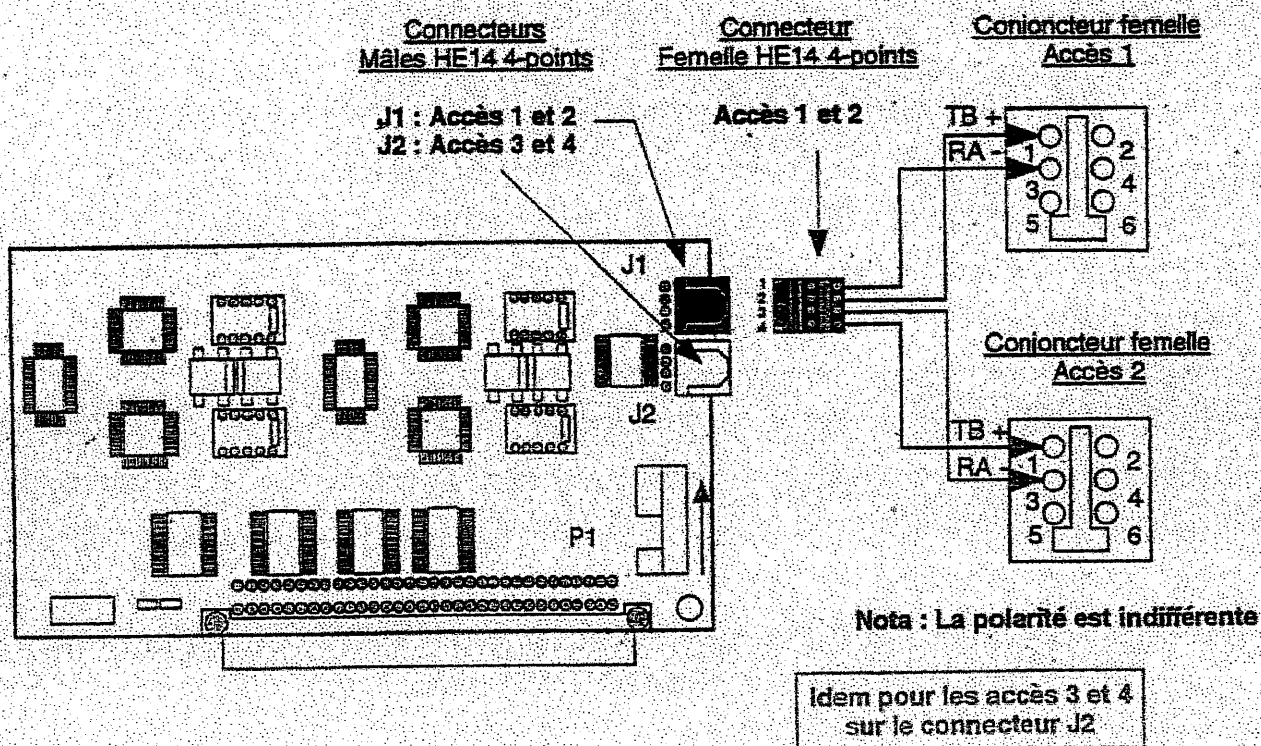 Connecteurs
Mâles HE14 4-points
Connecteur
Femelle HE14 4-points
Conjoncteur femelle
Accès 1
J1 : Accès 1 et 2
J2 : Accès 3 et 4
Accès 1 et 2
TB +
RA -
1
2
3
4
5
6
J1
J2
P1
Conjoncteur femelle
Accès 2
TB +
RA -
1
2
3
4
5
6
Nota : La polarité est indifférente
Idem pour les accès 3 et 4
sur le connecteur J2